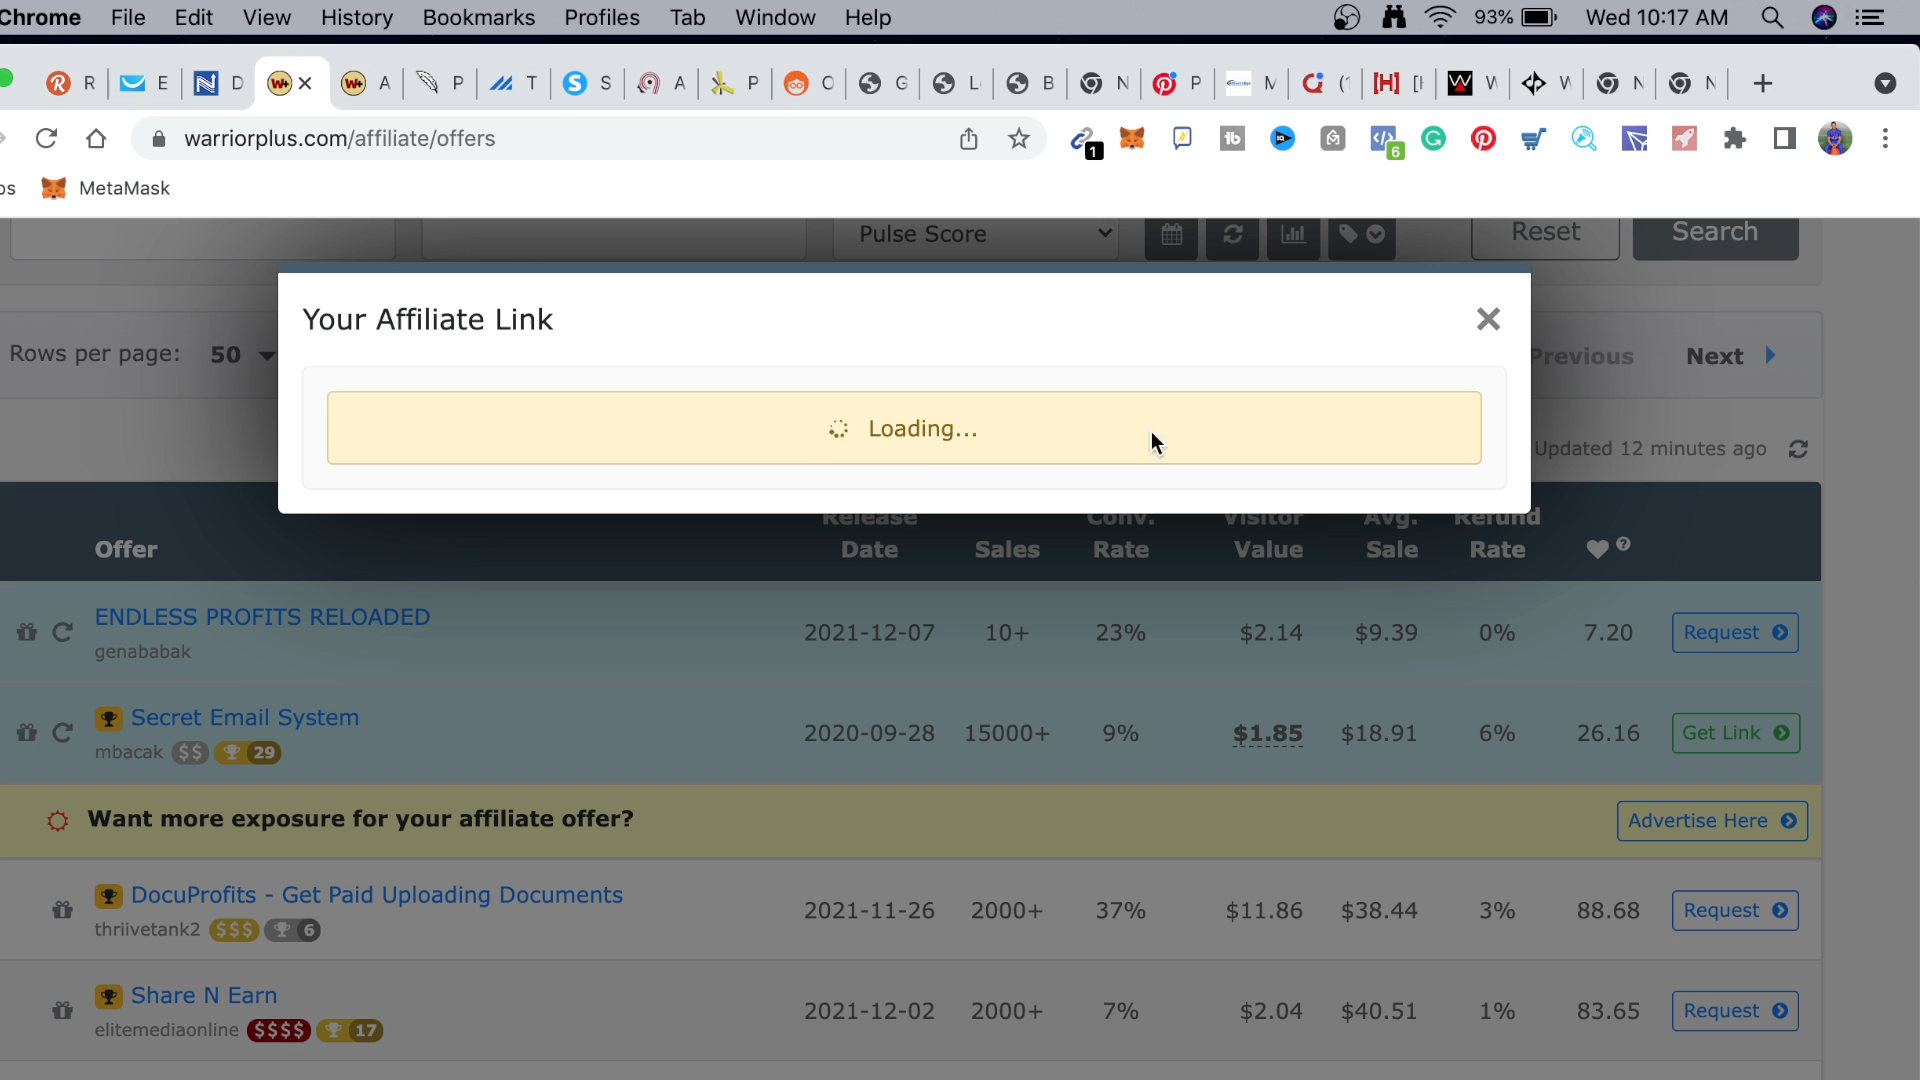 Chrome File Edit View History Bookmarks Profiles Tab Window Help 93% Wed 10:17 AM
R E D A P T S A P C G L B N P M (1 [H] [H W W N N
warriorplus.com/affiliate/offers 1 6
os MetaMask
Pulse Score Reset Search
Your Affiliate Link
Rows per page: 50 Previous Next
Loading...
Updated 12 minutes ago
Offer Release Date Sales Conv. Rate Visitor Value Avg. Sale Refund Rate
ENDLESS PROFITS RELOADED
genababak
2021-12-07 10+ 23% $2.14 $9.39 0% 7.20 Request
Secret Email System
mbacak $$ 29
2020-09-28 15000+ 9% $1.85 $18.91 6% 26.16 Get Link
Want more exposure for your affiliate offer? Advertise Here
DocuProfits - Get Paid Uploading Documents
thriivetank2 $$$ 6
2021-11-26 2000+ 37% $11.86 $38.44 3% 88.68 Request
Share N Earn
elitemediaonline $$$$ 17
2021-12-02 2000+ 7% $2.04 $40.51 1% 83.65 Request